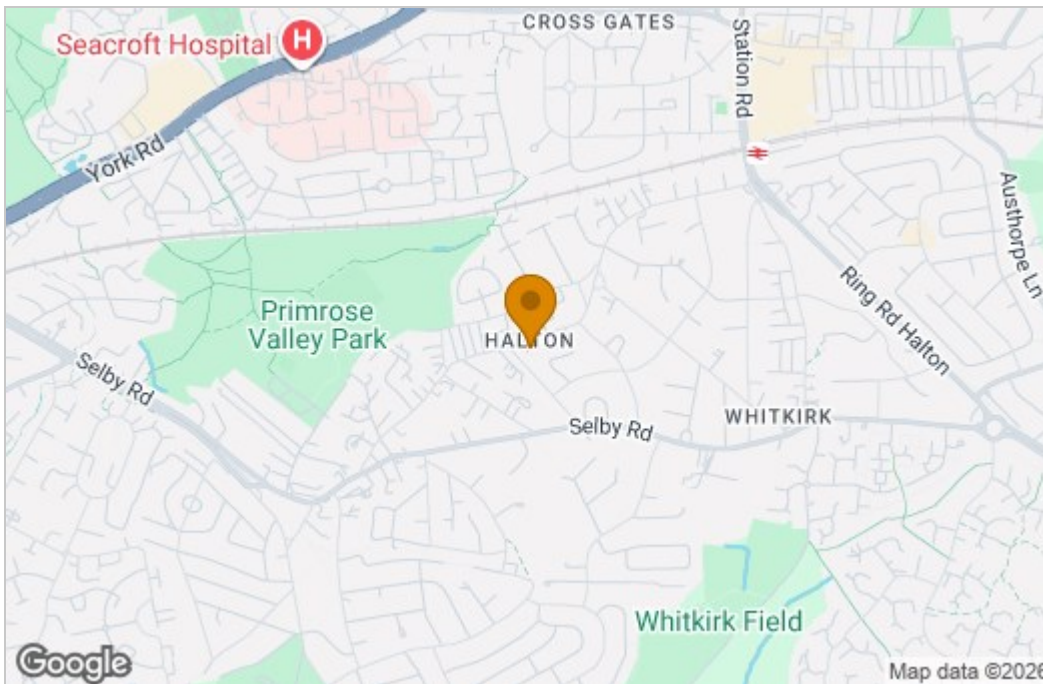 CROSS GATES
Seacroft Hospital
H
Station Rd
York Rd
Austhorpe Ln
Primrose
Valley Park
Ring Rd Halton
HALTON
Selby Rd
Selby Rd
WHITKIRK
Whitkirk Field
Google
Map data ©2026